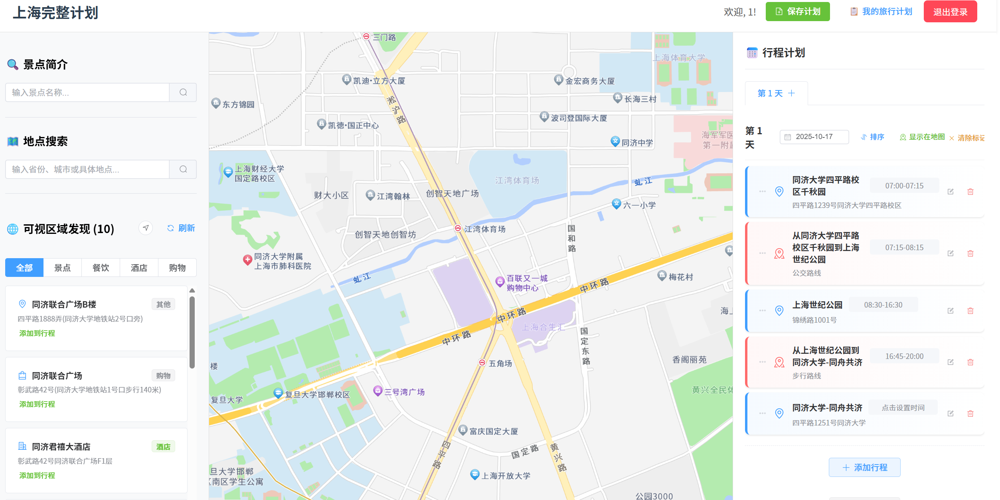 上海完整计划
欢迎, 1!
保存计划
我的旅行计划
退出登录
景点简介
输入景点名称...
地点搜索
输入省份、城市或具体地点...
可视区域发现 (10)
刷新
全部
景点
餐饮
酒店
购物
同济联合广场B楼
其他
四平路1888弄(同济大学地铁站2号口旁)
添加到行程
同济联合广场
购物
彰武路42号(同济大学地铁站1号口步行140米)
添加到行程
同济君禧大酒店
酒店
彰武路42号同济联合广场F1层
添加到行程
三门路
上海体育大学
凯迪·立方大厦
金宏商务大厦
东方锦园
长海三村
淞沪路
波司登国际大厦
凯德·国正中心
海军军医
第一附属
同济中学
上海财经大学
国定路校区
江湾体育场
虬江
财大小区
江湾翰林
创智天地广场
六一小学
创智天地创智坊
江湾体育场
国和路
同济大学附属
上海市肺科医院
虬江
百联又一城
购物中心
中环路
梅花村
中环路
海上
上海合生汇
中环路
国定东路
楼
五角场
香阁丽苑
复旦大学
复旦大学邯郸校区
三号湾广场
黄兴全民体
富庆国定大厦
四平路
国定路
黄兴路
旦大学邯郸
区南区学生公寓
上海开放大学
公园3000
行程计划
第 1 天
第 1
天
2025-10-17
排序
显示在地图
清除标记
同济大学四平路校
区千秋园
07:00-07:15
四平路1239号同济大学四平路校区
从同济大学四平路
校区千秋园到上海
世纪公园
07:15-08:15
公交路线
上海世纪公园
08:30-16:30
锦绣路1001号
从上海世纪公园到
同济大学-同舟共济
16:45-20:00
步行路线
同济大学-同舟共济
点击设置时间
四平路1251号同济大学
添加行程